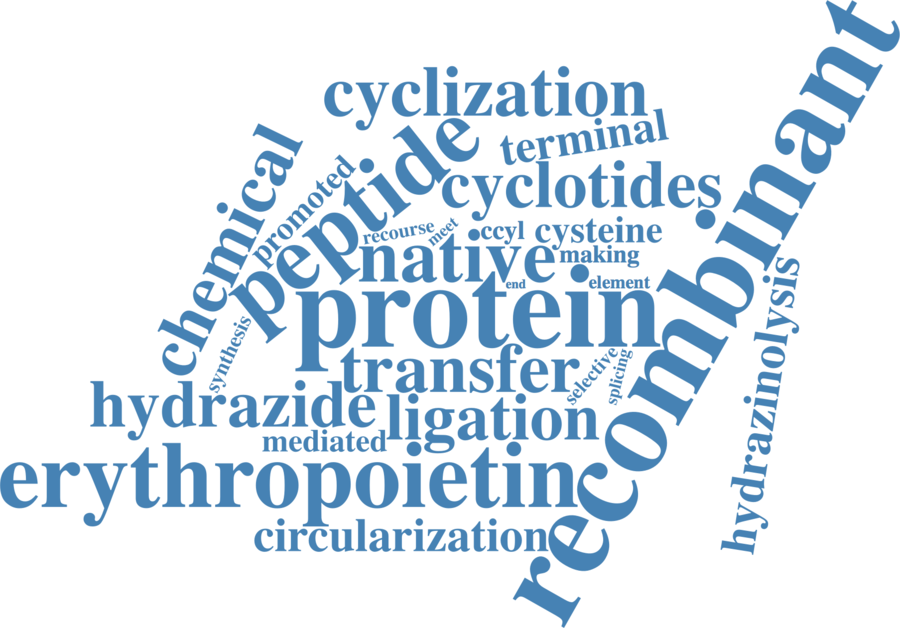 recombinant
cyclization
terminal
chemical
promoted
peptide
cyclotides
recourse
meet
ccyl
cysteine
native
making
end
element
protein
hydrazinolysis
synthesis
transfer
selective
splicing
hydrazide
ligation
mediated
erythropoietin
circularization